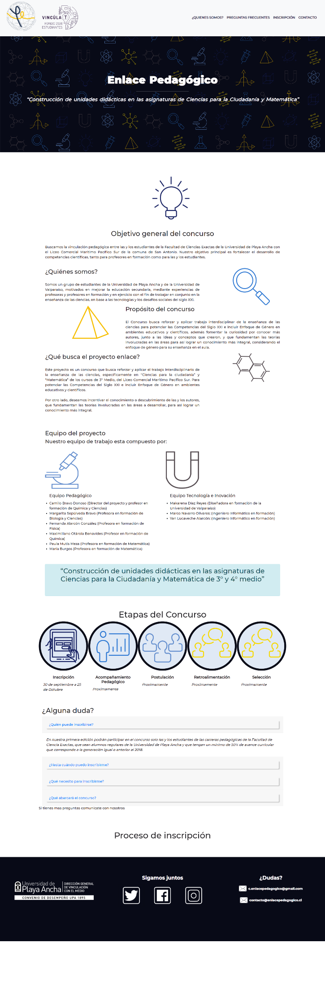 VINCÚLA T
FONDO 2020
ESTUDIANTES
¿QUIENES SOMOS? PREGUNTAS FRECUENTES INSCRIPCIÓN CONTACTO
Enlace Pedagógico
“Construcción de unidades didácticas en las asignaturas de Ciencias para la Ciudadanía y Matemática”
Objetivo general del concurso
Buscamos la vinculación pedagógica entre las y los estudiantes de la Facultad de Ciencias Exactas de la Universidad de Playa Ancha con
el Liceo Comercial Marítimo Pacífico Sur de la comuna de San Antonio. Nuestro objetivo principal es fortalecer el desarrollo de
competencias científicas, tanto para profesores en formación como para las y los estudiantes.
¿Quiénes somos?
Somos un grupo de estudiantes de la Universidad de Playa Ancha y de la Universidad de
Valparaíso, motivados en mejorar la educación secundaria, mediante experiencias de
profesoras y profesores en formación y en ejercicio con el fin de trabajar en conjunto en la
enseñanza de las ciencias, en base a las tecnologías y los desafíos sociales del siglo XXI.
Propósito del concurso
El Concurso busca reforzar y aplicar trabajo interdisciplinar de la enseñanza de las
ciencias para potenciar las Competencias del Siglo XXI e incluir Enfoque de Género en
ambientes educativos y científicos, además fomentar la curiosidad por conocer más
autores, junto a las ideas y conceptos que crearon, y que fundamentan las teorías
involucradas en las áreas para así lograr un conocimiento más integral, considerando el
enfoque de género para su enseñanza en el aula.
¿Qué busca el proyecto enlace?
Este proyecto es un concurso que busca reforzar y aplicar el trabajo interdisciplinario de
la enseñanza de las ciencias, específicamente en “Ciencias para la ciudadanía” y
“Matemática” de los cursos de 3° Medio, del Liceo Comercial Marítimo Pacífico Sur. Para
potenciar las Competencias del Siglo XXI e incluir Enfoque de Género en ambientes
educativos y científicos.
Por otro lado, deseamos incentivar el conocimiento o descubrimiento de las y los autores,
que fundamentan las teorías involucradas en las áreas a desarrollar, para así lograr un
conocimiento más integral.
Equipo del proyecto
Nuestro equipo de trabajo esta compuesto por:
Equipo Pedagógico
Camilo Bravo Donoso (Director del proyecto y profesor en
formación de Química y Ciencias)
Margarita Sepúlveda Bravo (Profesora en formación de
Biología y Ciencias)
Fernanda Alarcón González (Profesora en formación de
Física)
Maximiliano Otárola Benavides (Profesor en formación de
Química)
Paula Mutis Meza (Profesora en formación de Matemática)
María Burgos (Profesora en formación de Matemática)
Equipo Tecnología e Inovación
Makarena Díaz Reyes (Diseñadora en formación de la
Universidad de Valparaíso)
Marco Navarro Olivares: (Ingeniero Informático en formación)
Yan Lucaveche Alarcón: (Ingeniero Informático en formación)
“Construcción de unidades didácticas en las asignaturas de
Ciencias para la Ciudadanía y Matemática de 3° y 4° medio”
Etapas del Concurso
Inscripción
30 de septiembre a 25
de Octubre
Acompañamiento
Pedagógico
Proximamente
Postulación
Proximamente
Retroalimentación
Proximamente
Selección
Proximamente
¿Alguna duda?
¿Quién puede inscribirse?
En nuestra primera edición podrán participar en el concurso solo las y los estudiantes de las carreras pedagógicas de la Facultad de
Ciencia Exactas, que sean alumnos regulares de la Universidad de Playa Ancha y que tengan un mínimo de 50% de avance curricular
que corresponde a la generación igual o anterior al 2018.
¿Hasta cuándo puedo inscribirme?
¿Qué necesito para inscribirme?
¿Qué abarcará el concurso?
Si tienes mas preguntas comunícate con nosotros
Proceso de inscripción
Universidad de
Playa Ancha
DIRECCIÓN GENERAL
DE VINCULACIÓN
CON EL MEDIO
CONVENIO DE DESEMPEÑO UPA 1895
Sigamos juntos
¿Dudas?
c.enlacepedagogico@gmail.com
contacto@enlacepedagogico.cl